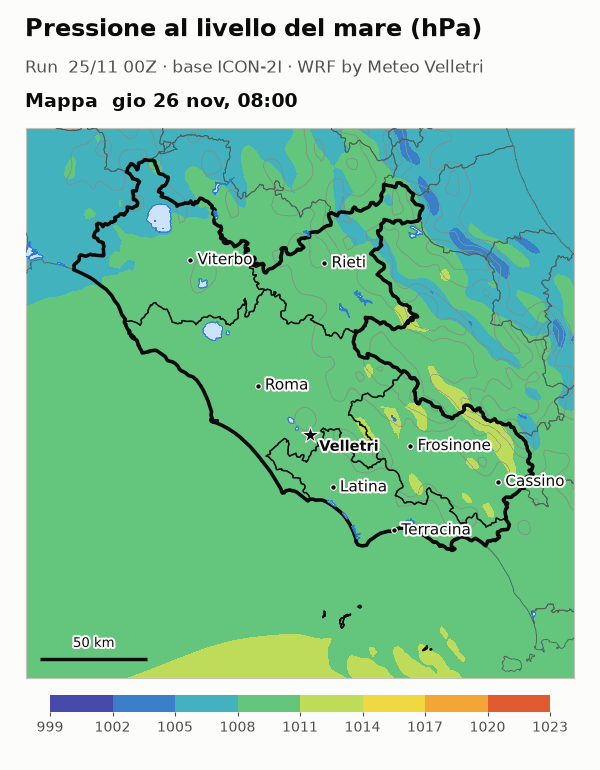 Pressione al livello del mare (hPa)
Run  25/11 00Z · base ICON-2I · WRF by Meteo Velletri
Mappa  gio 26 nov, 08:00
Viterbo
Rieti
Roma
Velletri
Frosinone
Cassino
Latina
Terracina
50 km
999 1002 1005 1008 1011 1014 1017 1020 1023